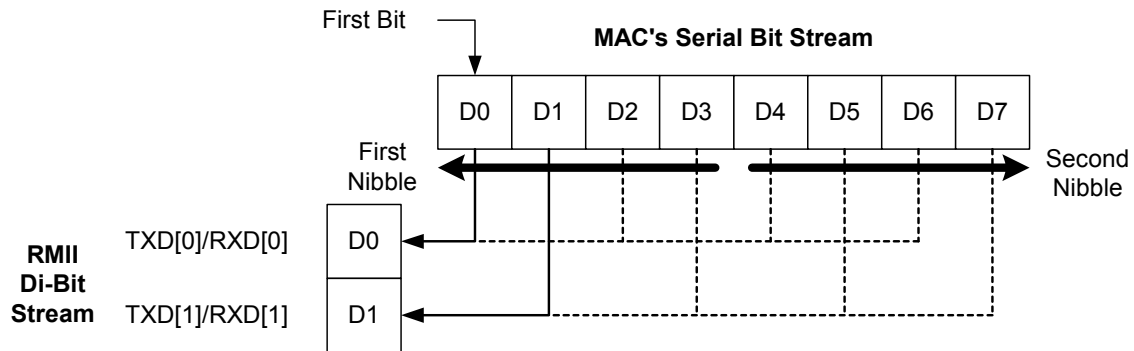 First Bit
MAC's Serial Bit Stream
D0 D1 D2 D3 D4 D5 D6 D7
First
Nibble
Second
Nibble
RMII
Di-Bit
Stream
TXD[0]/RXD[0] D0
TXD[1]/RXD[1] D1